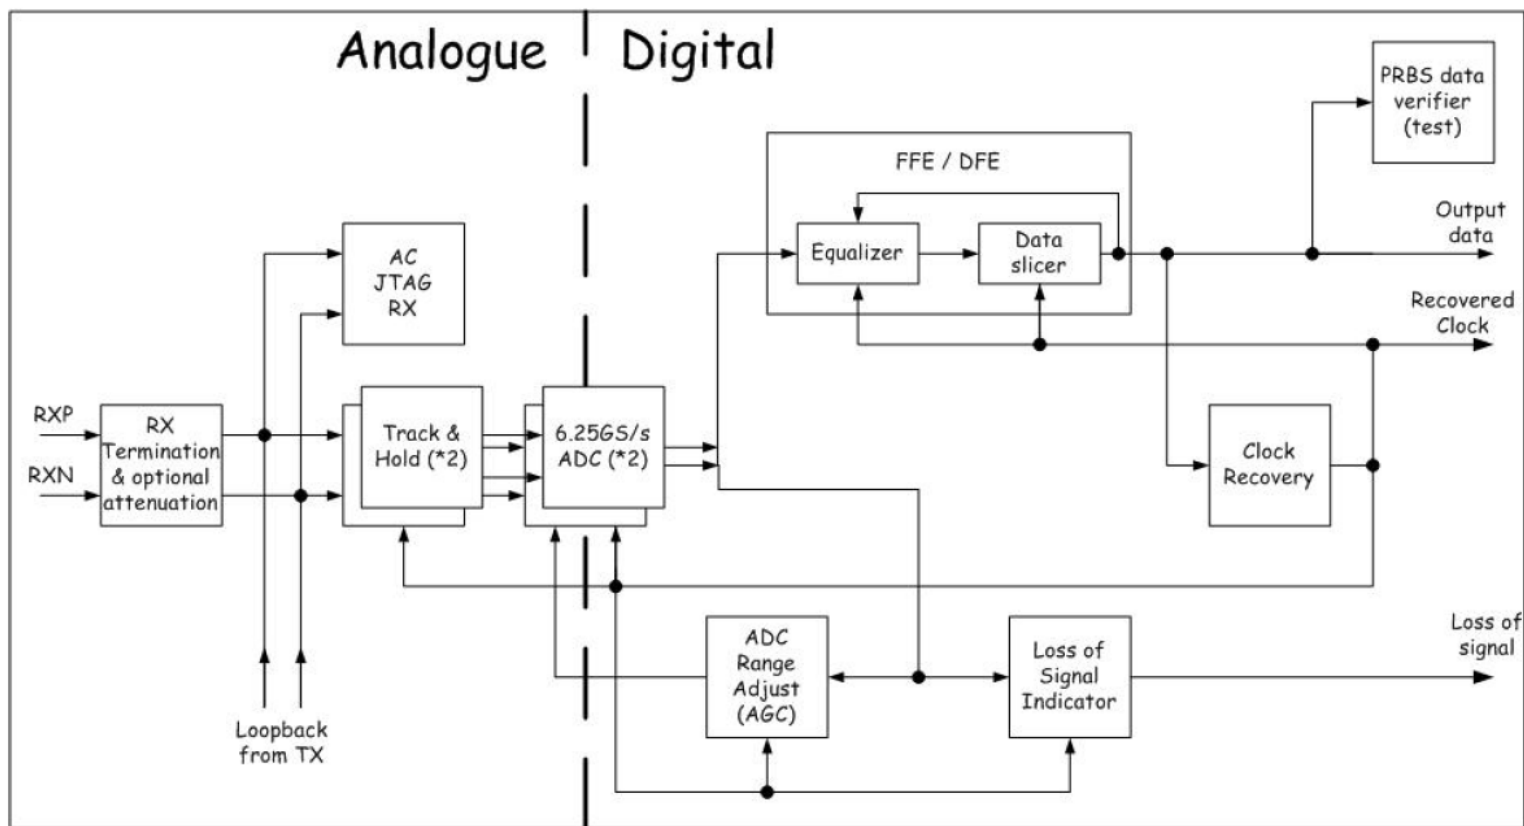 Analogue
Digital
PRBS data
verifier
(test)
FFE / DFE
Output
data
Equalizer
Data
slicer
AC
JTAG
RX
Recovered
Clock
RXP
RXN
RX
Termination
& optional
attenuation
Track &
Hold (*2)
6.25GS/s
ADC (*2)
Clock
Recovery
ADC
Range
Adjust
(AGC)
Loss of
Signal
Indicator
Loss of
signal
Loopback
from TX